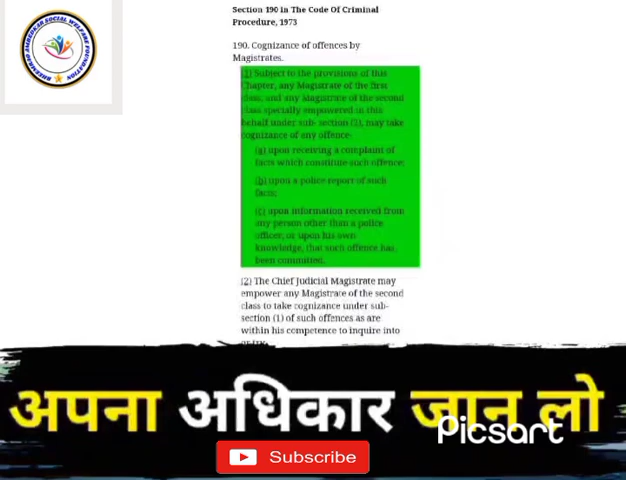 BHEEMRAO AMBEDKAR SOCIAL WELFARE FOUNDATION
Section 190 in The Code Of Criminal
Procedure, 1973
190. Cognizance of offences by
Magistrates.
(1) Subject to the provisions of this
Chapter, any Magistrate of the first
class, and any Magistrate of the second
class specially empowered in this
behalf under sub- section (2), may take
cognizance of any offence-
(a) upon receiving a complaint of
facts which constitute such offence;
(b) upon a police report of such
facts;
(c) upon information received from
any person other than a police
officer, or upon his own
knowledge, that such offence has
been committed.
(2) The Chief Judicial Magistrate may
empower any Magistrate of the second
class to take cognizance under sub-
section (1) of such offences as are
within his competence to inquire into
अपना अधिकार जान लो
Picsart
Subscribe